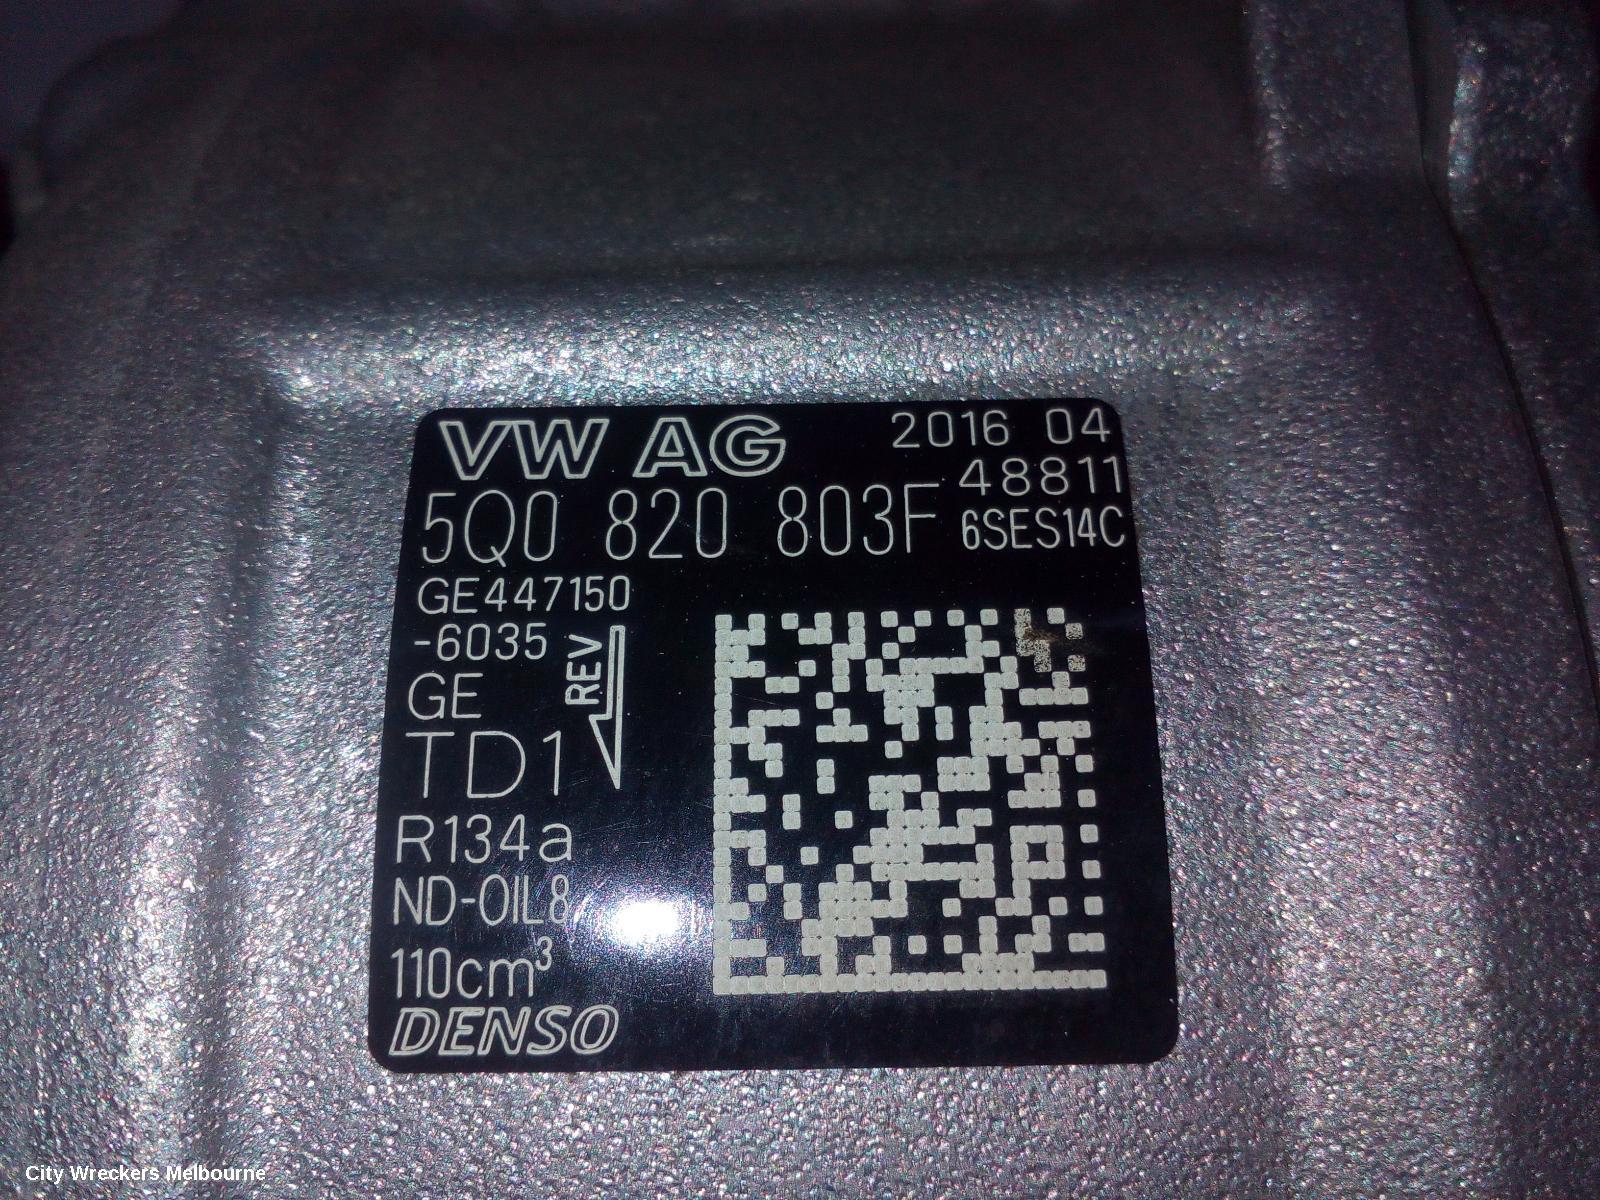 VW AG 2016 04
48811
5Q0 820 803F 6SES14C
GE447150
-6035
REV
GE
TD1
R134a
ND-OIL8
110cm³
DENSO
City Wreckers Melbourne